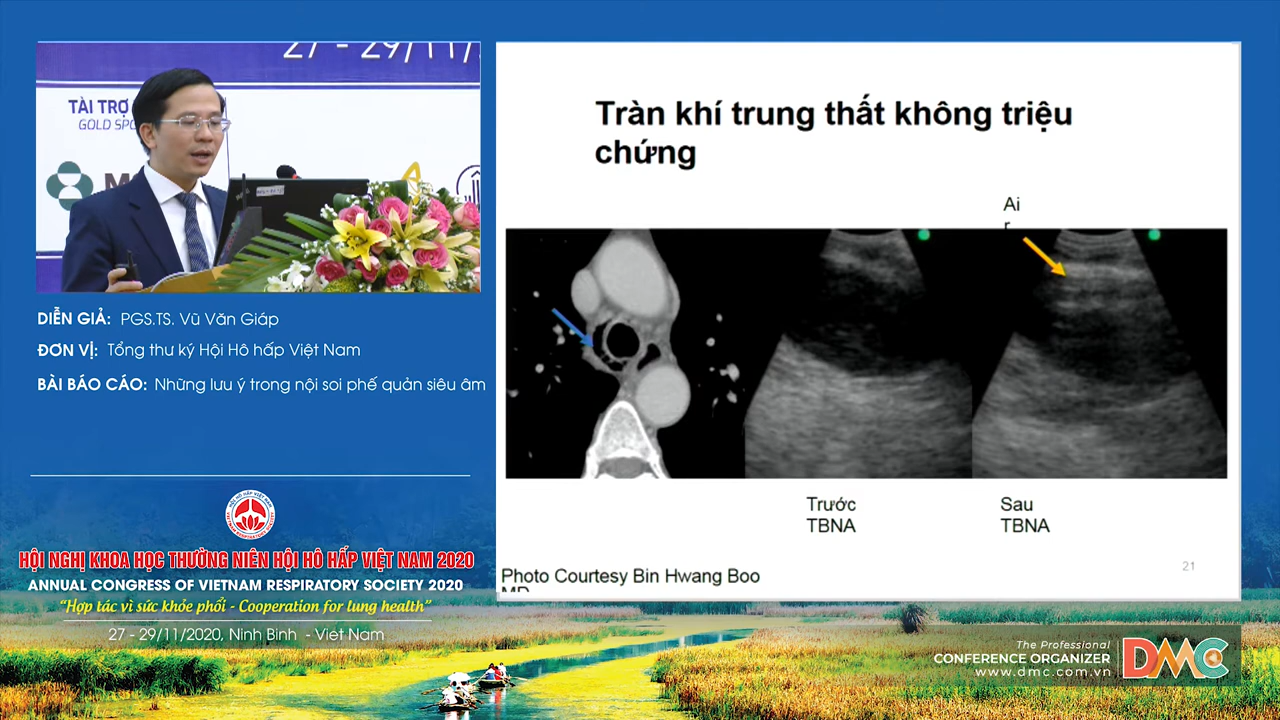 27 - 29/11/
TÀI TRỢ
GOLD SPO
DIỄN GIẢ: PGS.TS. Vũ Văn Giáp
ĐƠN VỊ: Tổng thư ký Hội Hô hấp Việt Nam
BÀI BÁO CÁO: Những lưu ý trong nội soi phế quản siêu âm
HỘI NGHỊ KHOA HỌC THƯỜNG NIÊN HỘI HÔ HẤP VIỆT NAM 2020
ANNUAL CONGRESS OF VIETNAM RESPIRATORY SOCIETY 2020
“Hợp tác vì sức khỏe phổi - Cooperation for lung health”
27 - 29/11/2020, Ninh Bình - Việt Nam
Tràn khí trung thất không triệu
chứng
Ai
r
Trước
TBNA
Sau
TBNA
Photo Courtesy Bin Hwang Boo
MD
21
The Professional
CONFERENCE ORGANIZER
www.dmc.com.vn
DMC